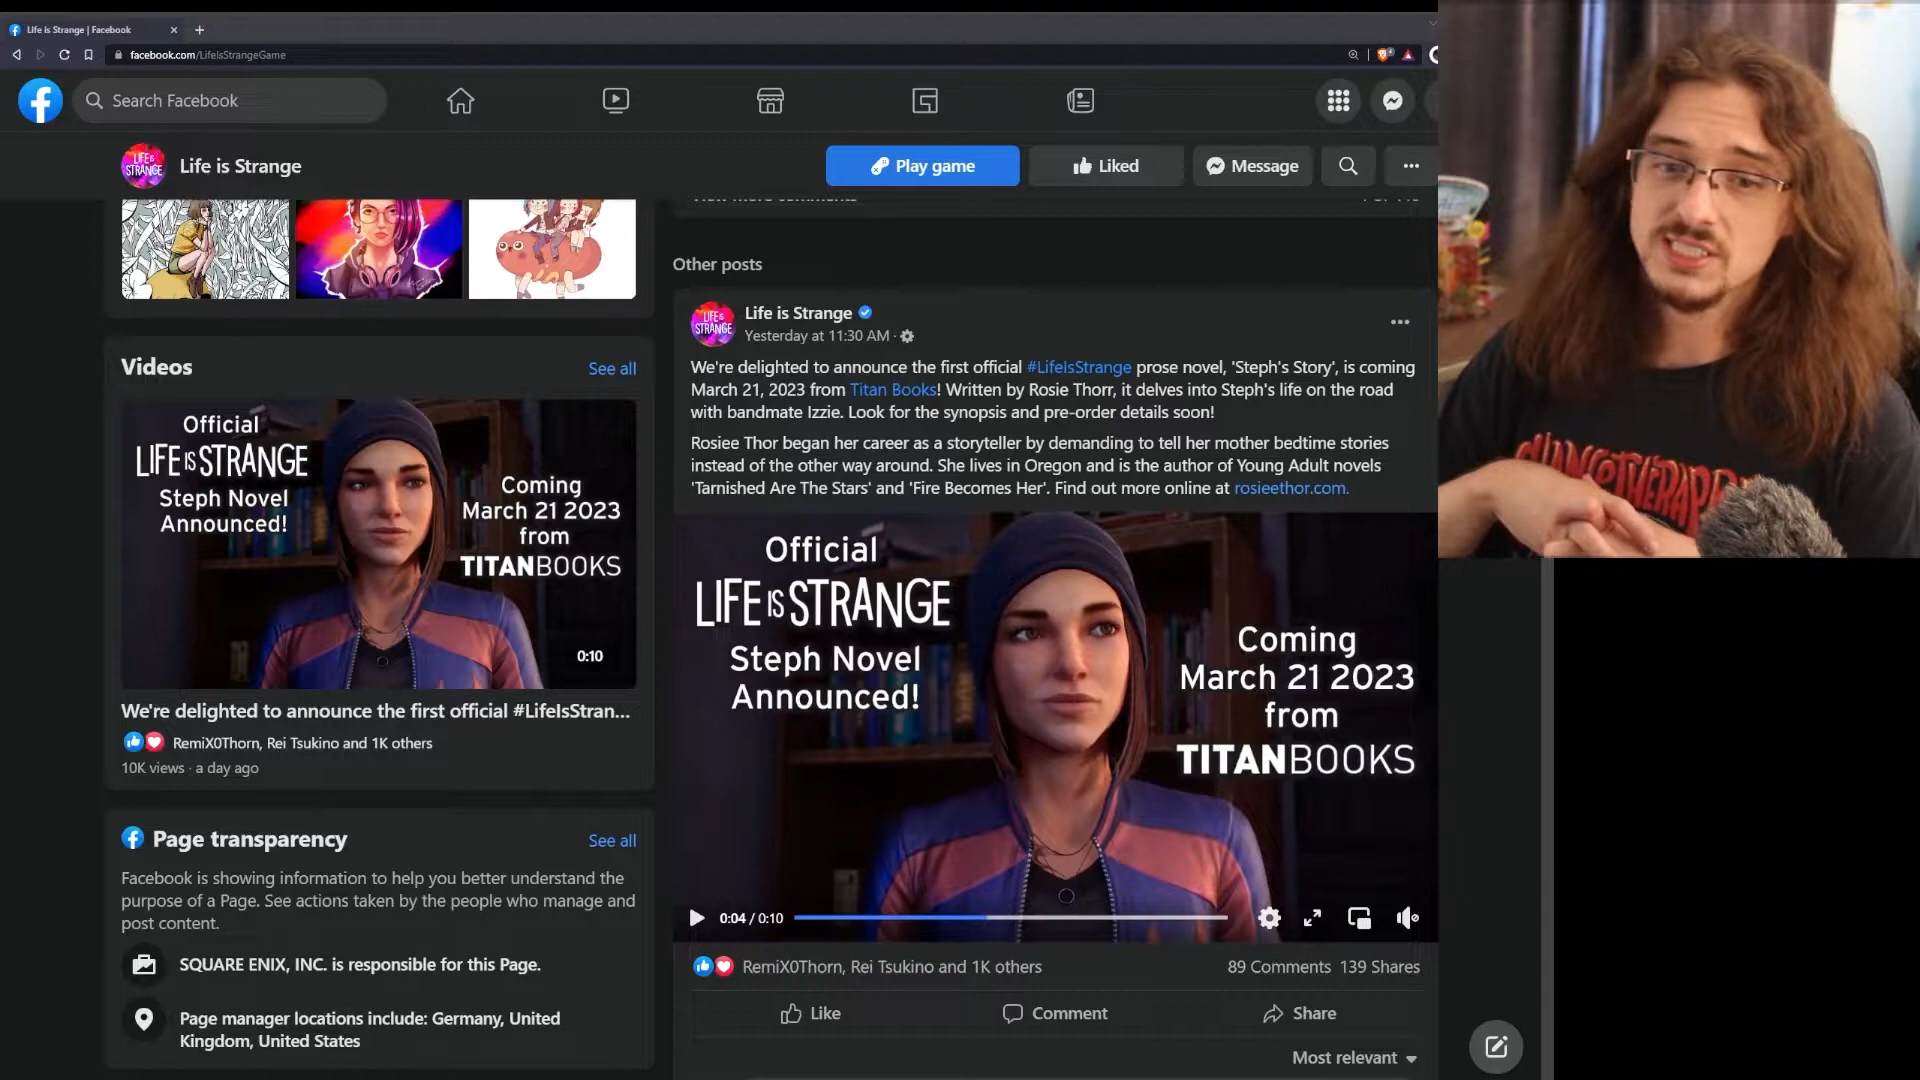 Life is Strange | Facebook
facebook.com/LifeIsStrangeGame
Search Facebook
LIFE IS
STRANGE
Life is Strange
Play game
Liked
Message
Other posts
Videos
See all
Official
LIFE IS STRANGE
Steph Novel
Announced!
Coming
March 21 2023
from
TITANBOOKS
0:10
We're delighted to announce the first official #LifeIsStran...
RemiX0Thorn, Rei Tsukino and 1K others
10K views · a day ago
Page transparency
See all
Facebook is showing information to help you better understand the
purpose of a Page. See actions taken by the people who manage and
post content.
SQUARE ENIX, INC. is responsible for this Page.
Page manager locations include: Germany, United
Kingdom, United States
LIFE IS
STRANGE
Life is Strange
Yesterday at 11:30 AM ·
We're delighted to announce the first official #LifeIsStrange prose novel, 'Steph's Story', is coming
March 21, 2023 from Titan Books! Written by Rosie Thorr, it delves into Steph's life on the road
with bandmate Izzie. Look for the synopsis and pre-order details soon!
Rosiee Thor began her career as a storyteller by demanding to tell her mother bedtime stories
instead of the other way around. She lives in Oregon and is the author of Young Adult novels
'Tarnished Are The Stars' and 'Fire Becomes Her'. Find out more online at rosieethor.com.
Official
LIFE IS STRANGE
Steph Novel
Announced!
Coming
March 21 2023
from
TITANBOOKS
0:04 / 0:10
RemiX0Thorn, Rei Tsukino and 1K others
89 Comments 139 Shares
Like
Comment
Share
Most relevant